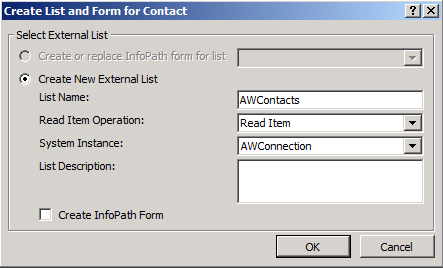 Create List and Form for Contact
Select External List
Create or replace InfoPath form for list
Create New External List
List Name: AWContacts
Read Item Operation: Read Item
System Instance: AWConnection
List Description:
Create InfoPath Form
OK Cancel